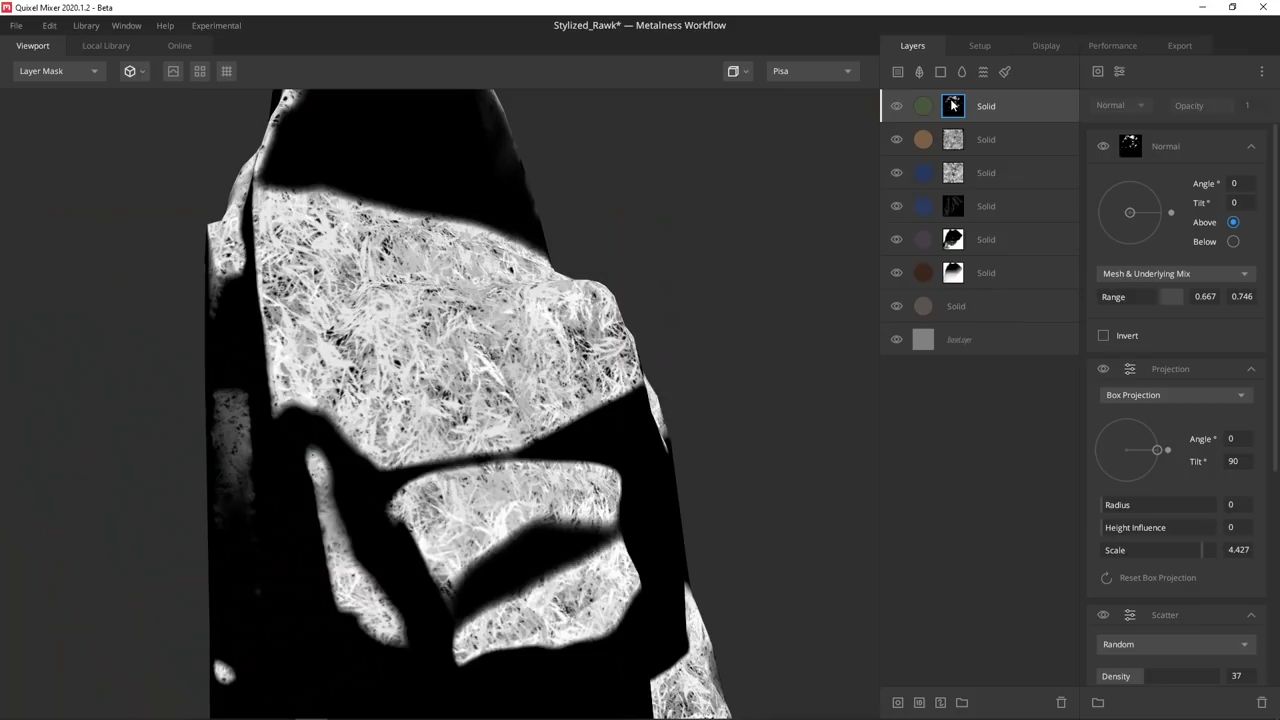 Quixel Mixer 2020.1.2 - Beta
File Edit Library Window Help Experimental
Stylized_Rawk* — Metalness Workflow
Viewport Local Library Online
Layers Setup Display Performance Export
Layer Mask
Pisa
Normal Opacity 1
Solid
Solid
Solid
Solid
Solid
Solid
Solid
Base Layer
Normal
Angle ° 0
Tilt ° 0
Above
Below
Mesh & Underlying Mix
Range 0.667 0.746
Invert
Projection
Box Projection
Angle ° 0
Tilt ° 90
Radius 0
Height Influence 0
Scale 4.427
Reset Box Projection
Scatter
Random
Density 37